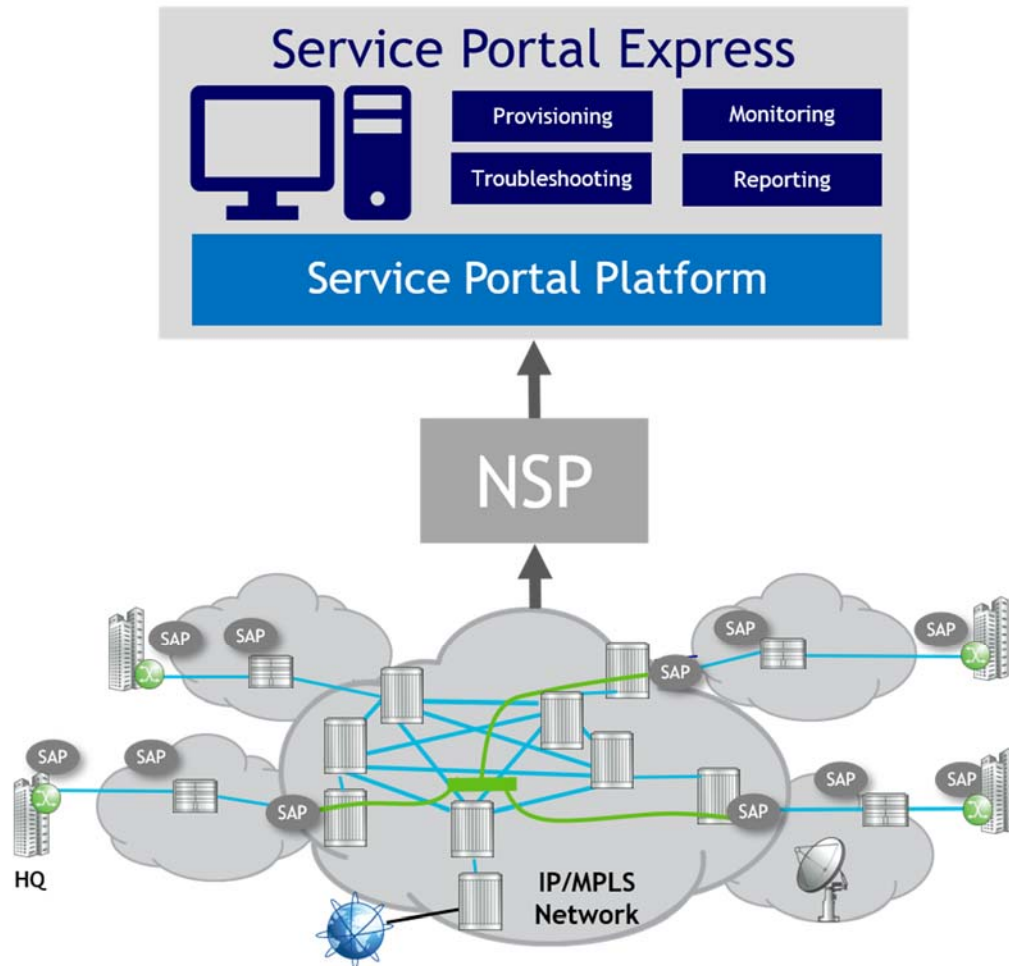 Service Portal Express
Provisioning
Monitoring
Troubleshooting
Reporting
Service Portal Platform
NSP
SAP
SAP
SAP
SAP
SAP
SAP
SAP
SAP
SAP
SAP
SAP
HQ
IP/MPLS
Network